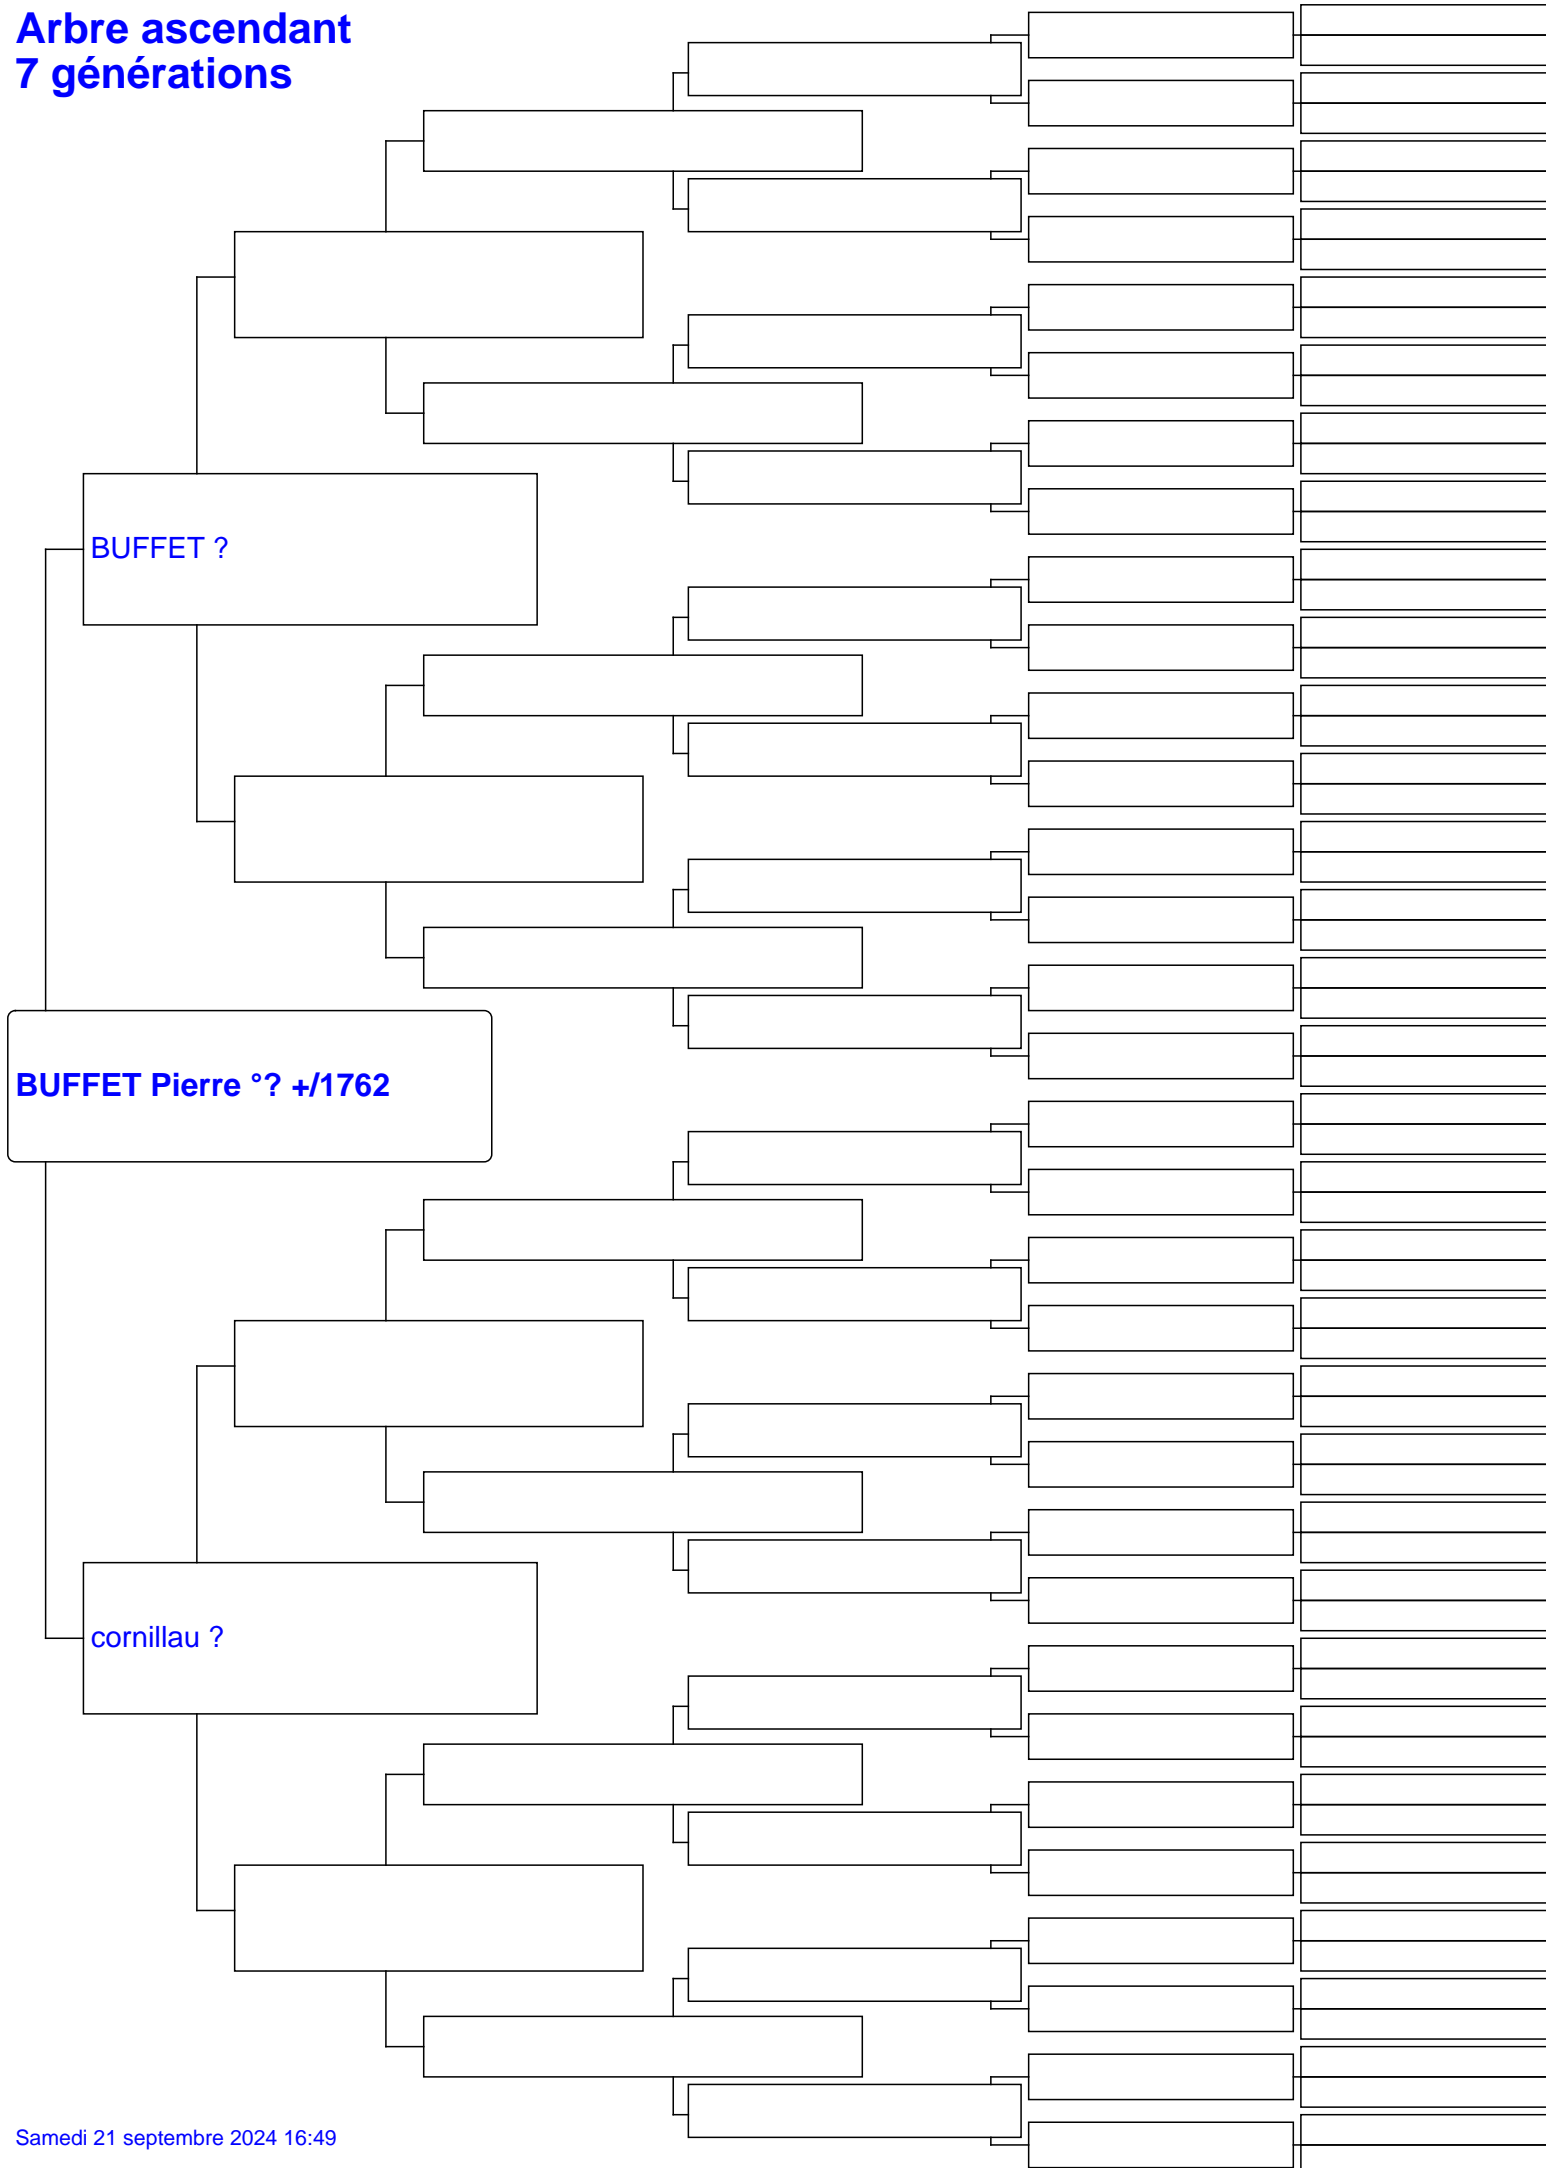 Arbre ascendant
7 générations
BUFFET ?
BUFFET Pierre °? +/1762
cornillau ?
Samedi 21 septembre 2024 16:49